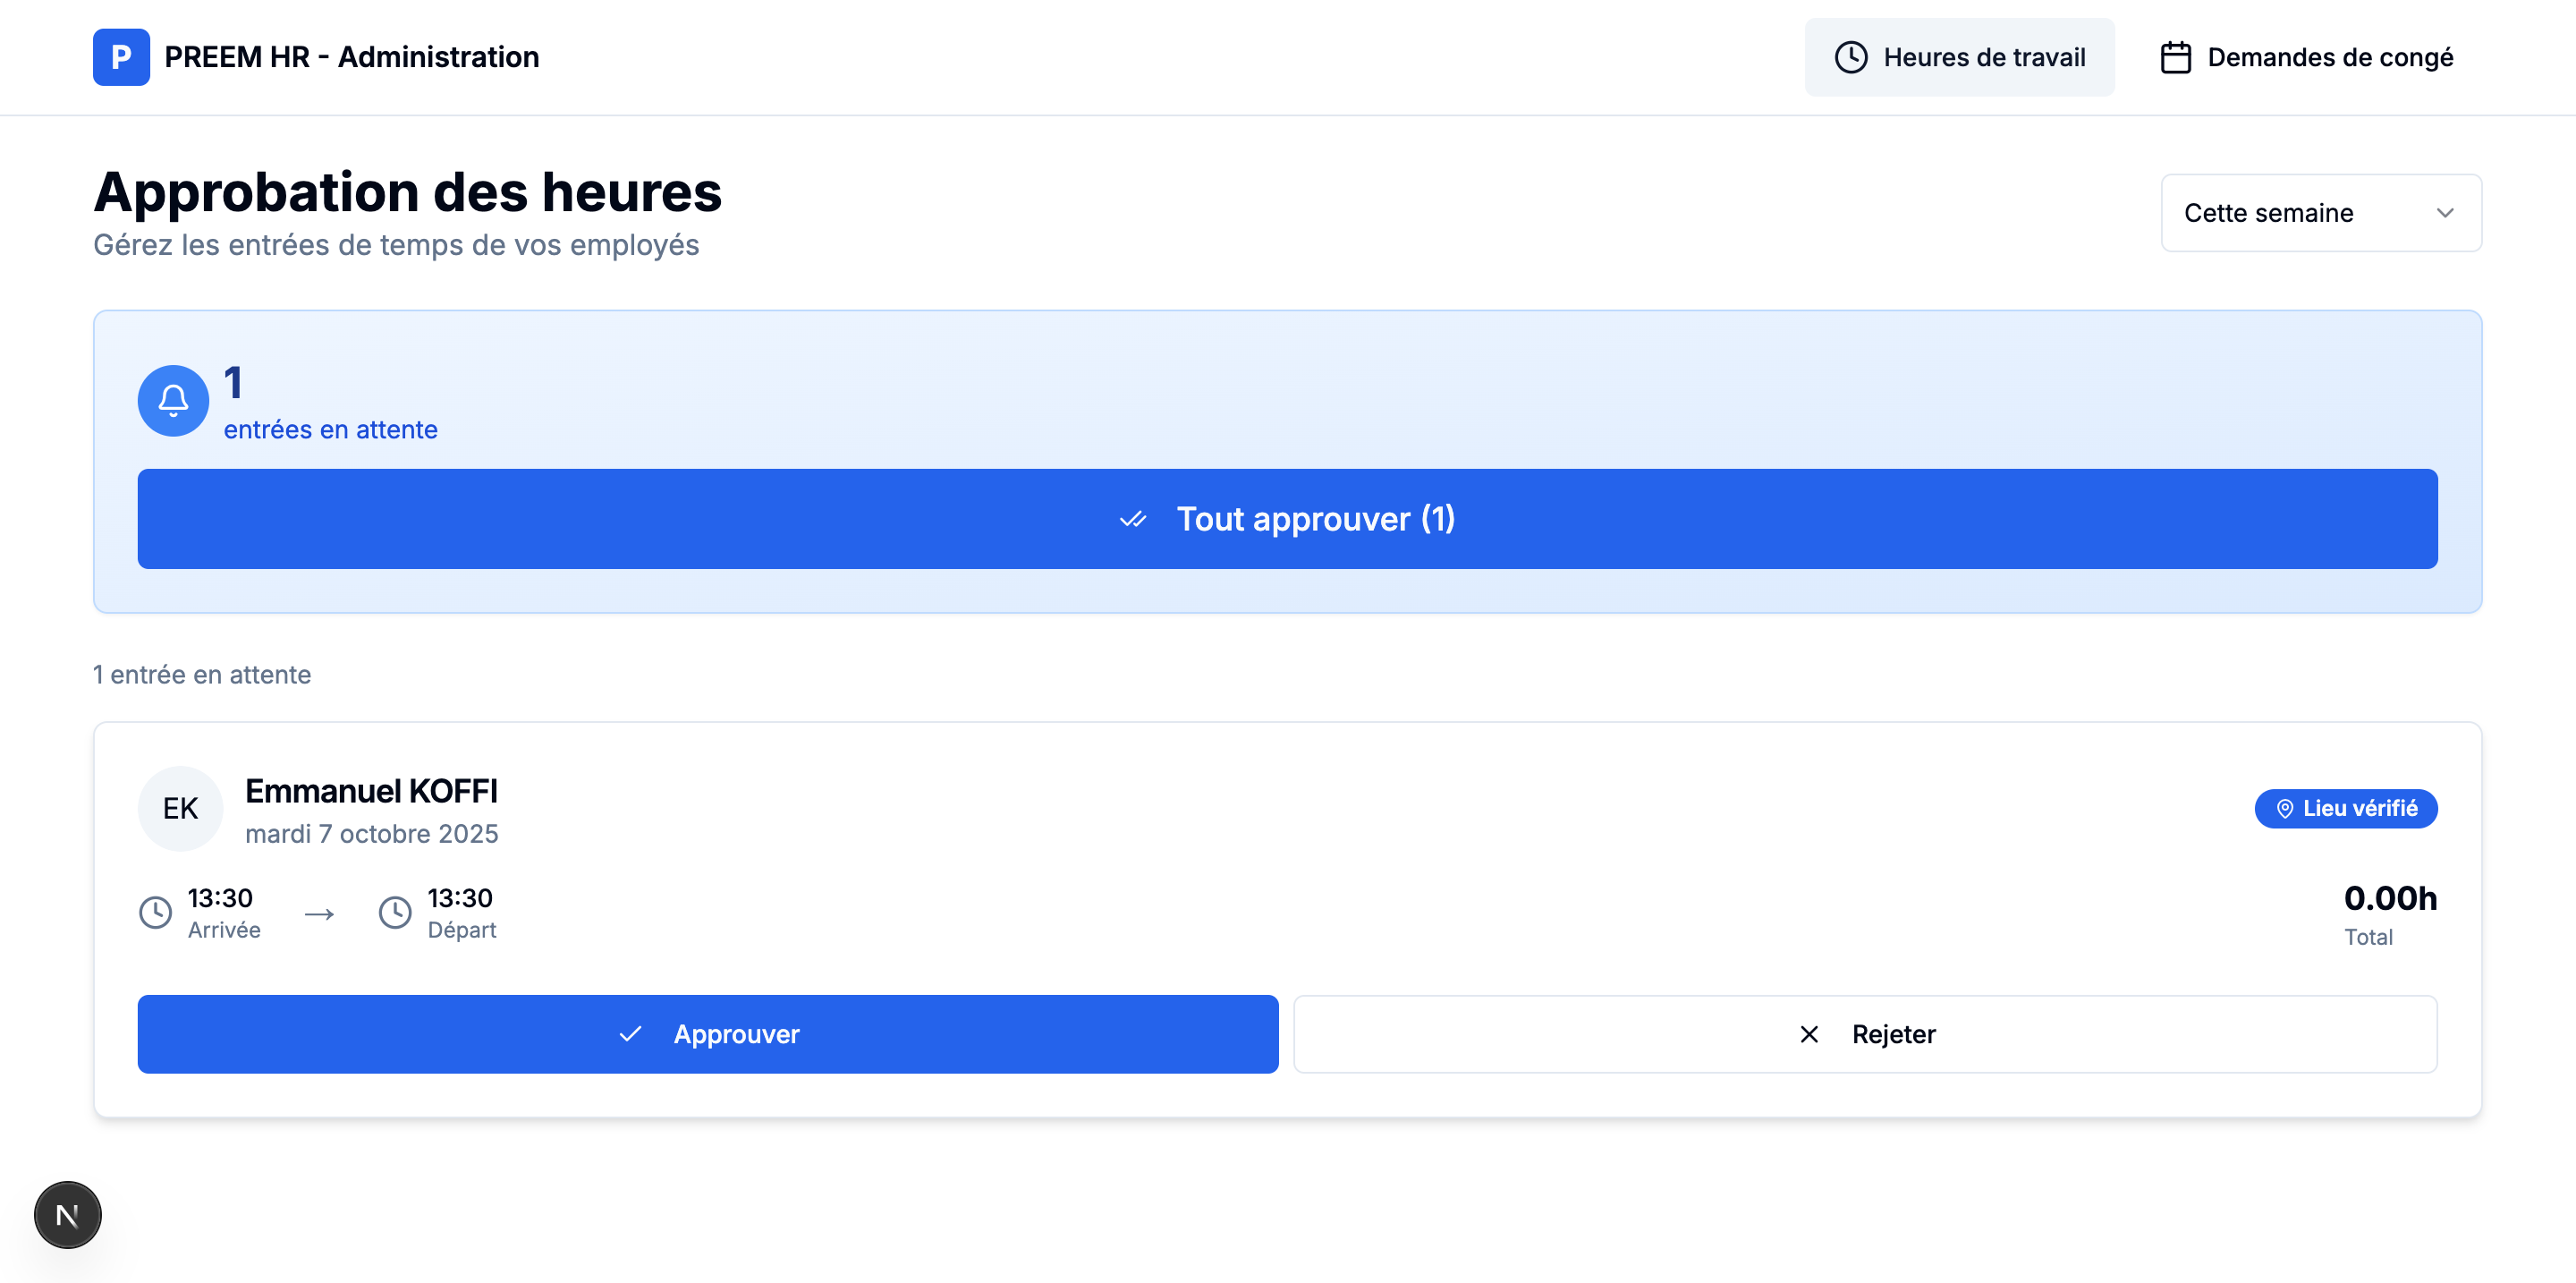 P PREEM HR - Administration
Heures de travail
Demandes de congé
Approbation des heures
Gérez les entrées de temps de vos employés
Cette semaine
1
entrées en attente
Tout approuver (1)
1 entrée en attente
EK
Emmanuel KOFFI
mardi 7 octobre 2025
Lieu vérifié
13:30
Arrivée
→
13:30
Départ
0.00h
Total
Approuver
Rejeter
N